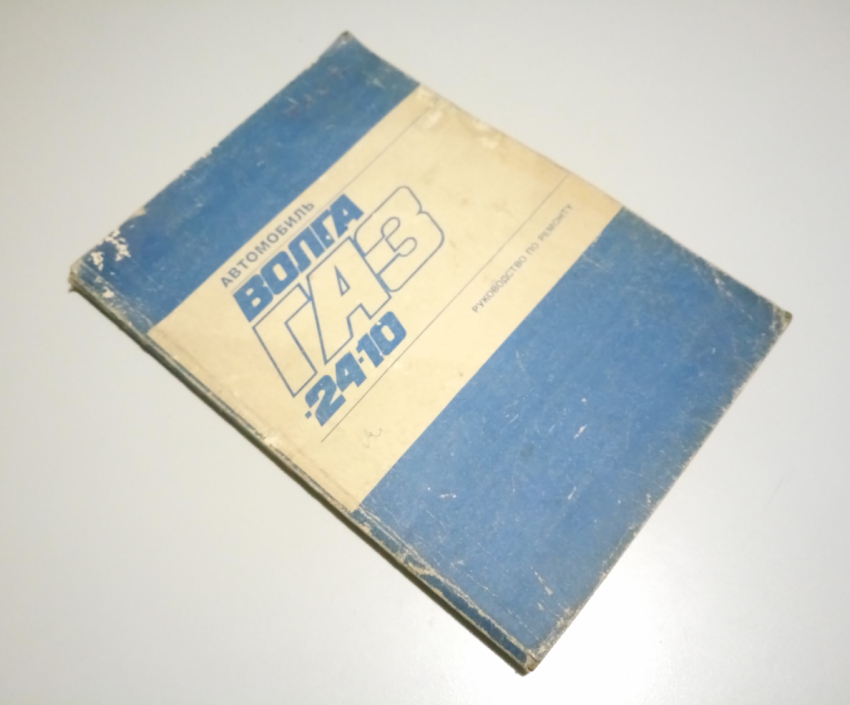 АВТОМОБИЛЬ
ВОЛГА
ГАЗ
-24-10
РУКОВОДСТВО ПО РЕМОНТУ